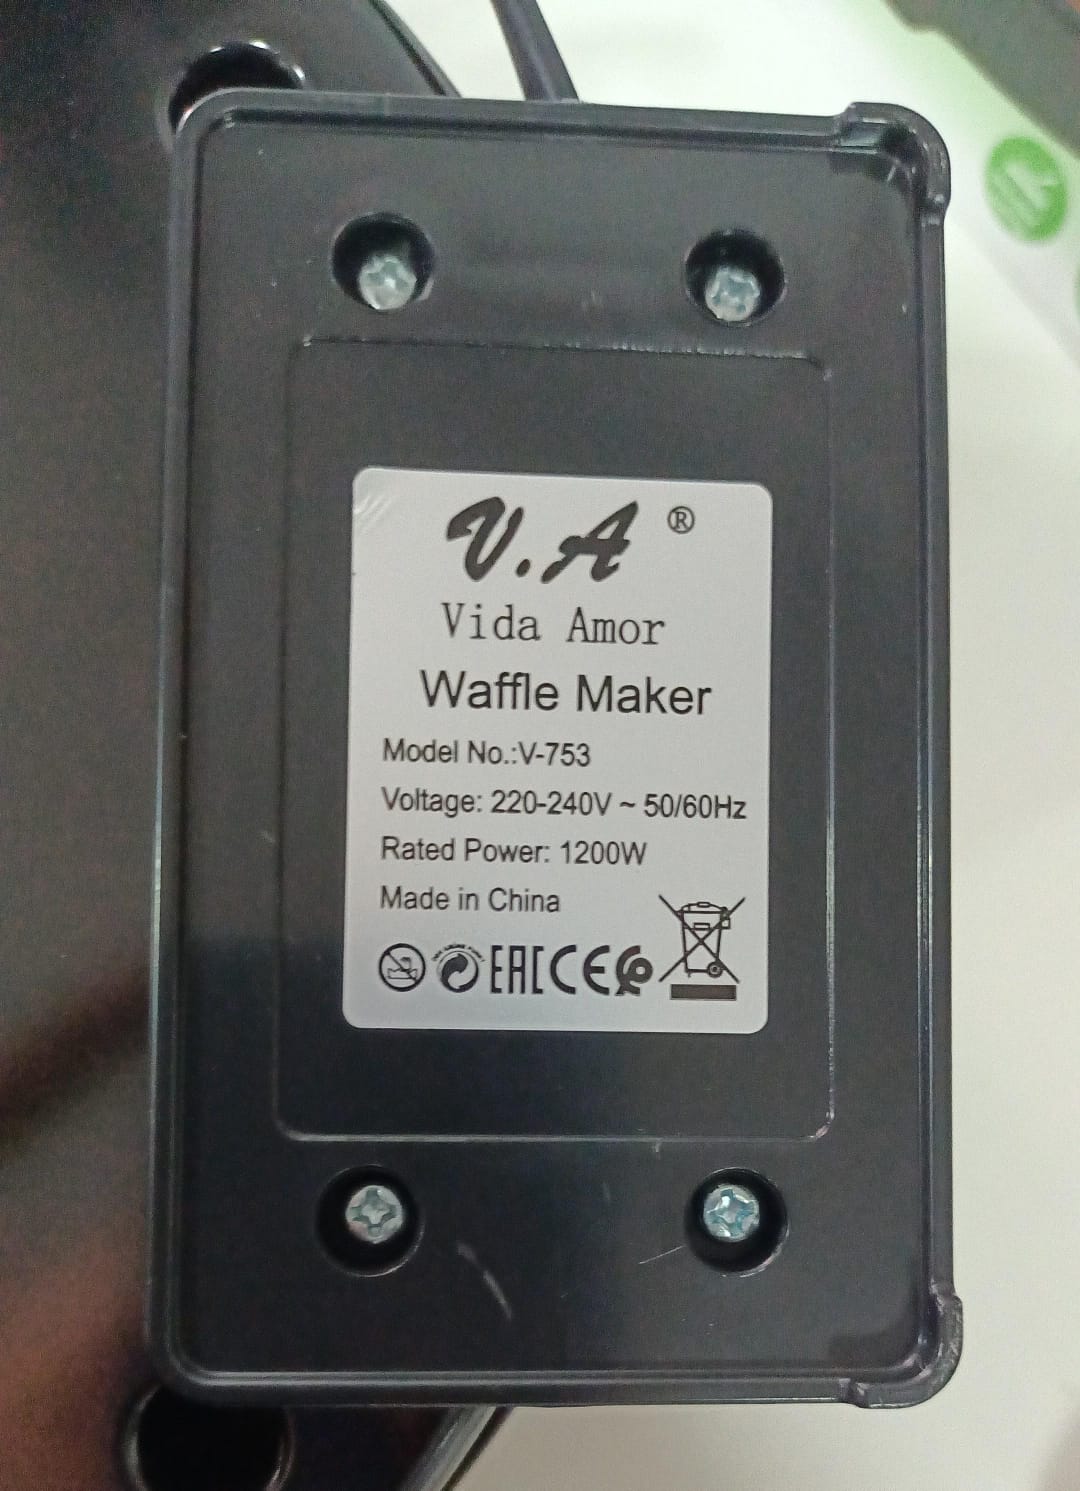 V.A ®
Vida Amor
Waffle Maker
Model No.:V-753
Voltage: 220-240V ~ 50/60Hz
Rated Power: 1200W
Made in China
EAC CE